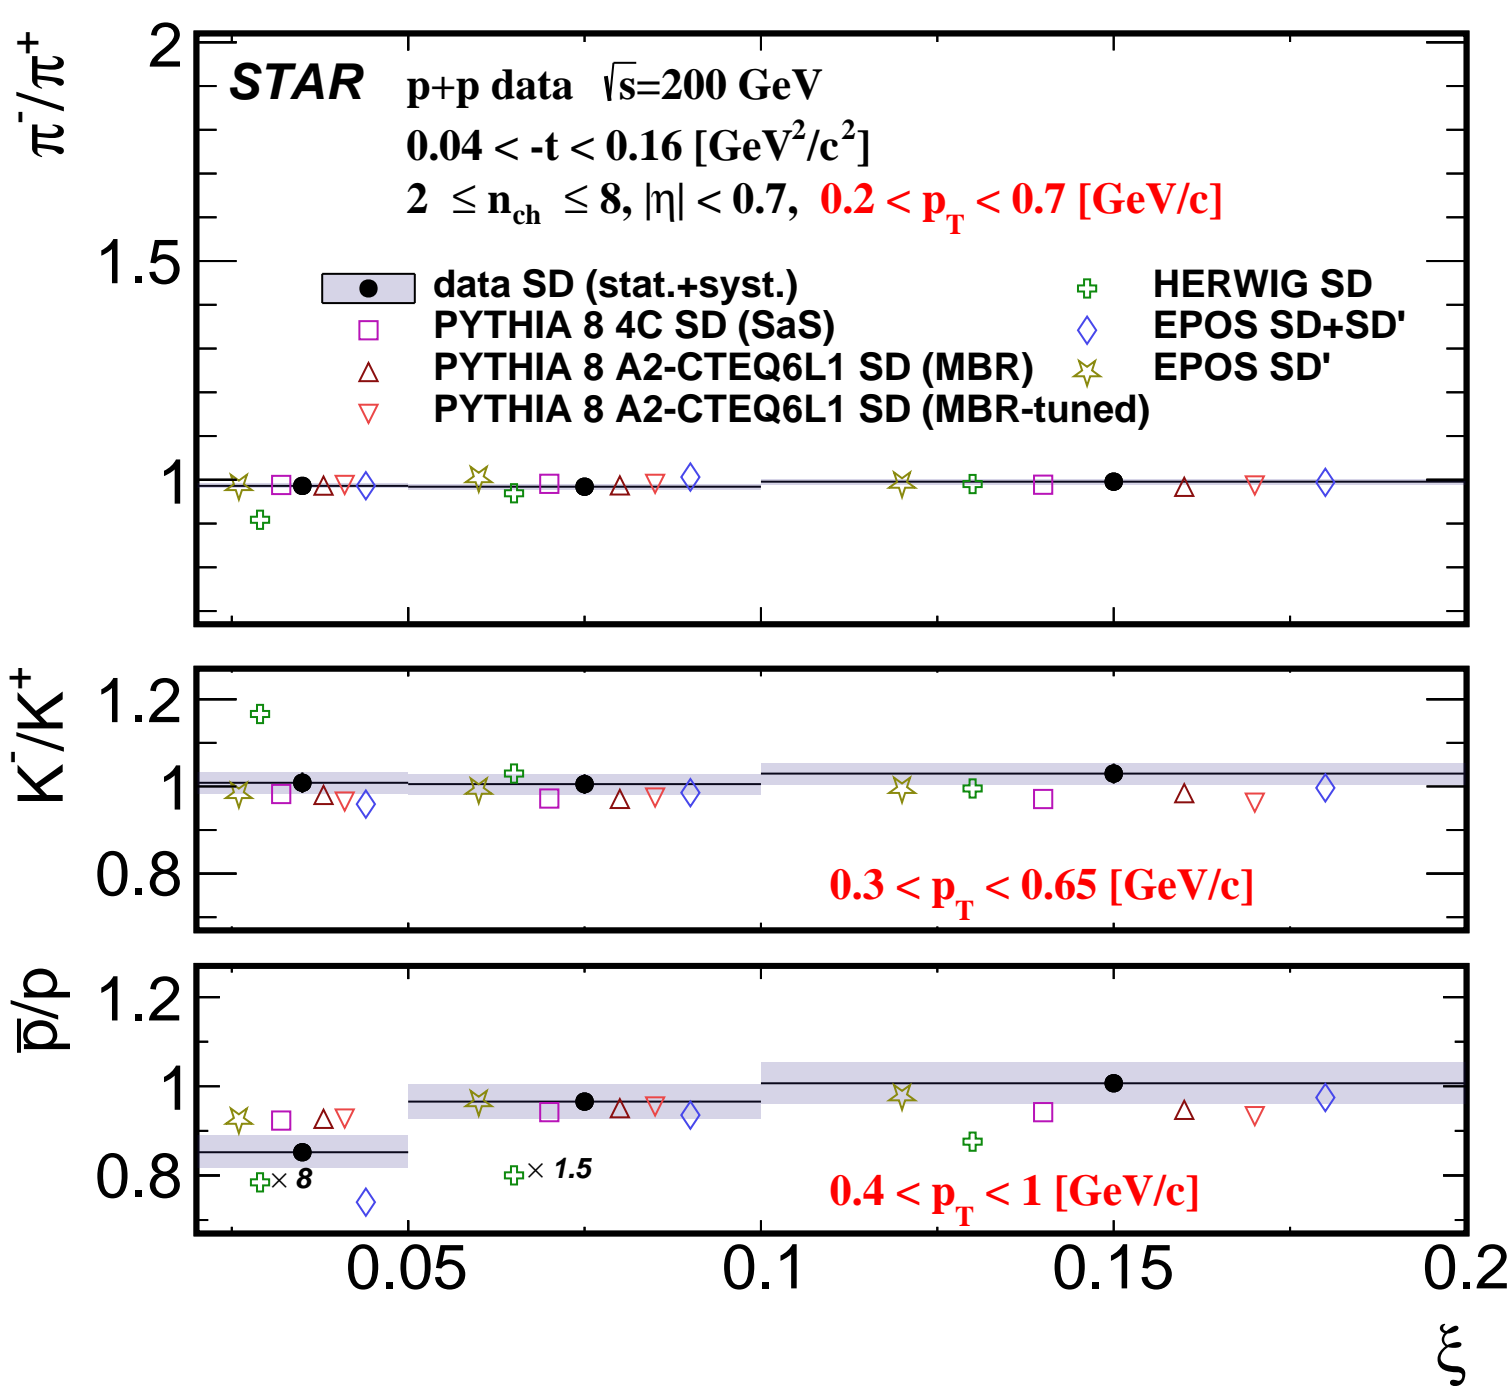 π⁻/π⁺
2
1.5
1
STAR p+p data √s=200 GeV
0.04 < -t < 0.16 [GeV²/c²]
2 ≤ n_ch ≤ 8, |η| < 0.7, 0.2 < p_T < 0.7 [GeV/c]
data SD (stat.+syst.)
PYTHIA 8 4C SD (SaS)
PYTHIA 8 A2-CTEQ6L1 SD (MBR)
PYTHIA 8 A2-CTEQ6L1 SD (MBR-tuned)
HERWIG SD
EPOS SD+SD'
EPOS SD'
K⁻/K⁺
1.2
1
0.8
0.3 < p_T < 0.65 [GeV/c]
p̅/p
1.2
1
0.8
× 8
× 1.5
0.4 < p_T < 1 [GeV/c]
0.05 0.1 0.15 0.2
ξ